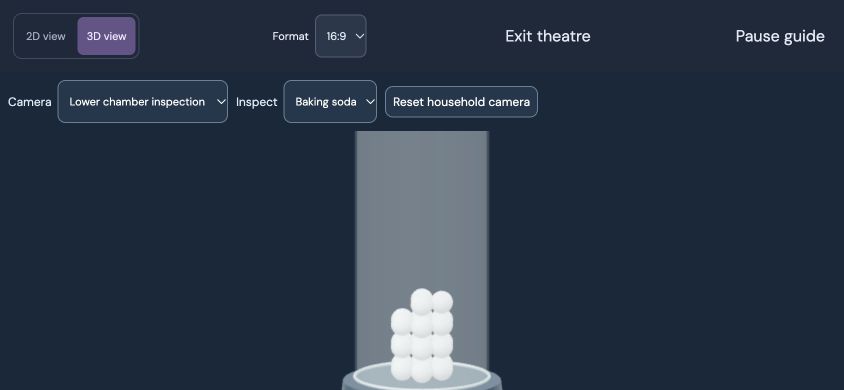 2D view 3D view Format 16:9 Exit theatre Pause guide
Camera Lower chamber inspection Inspect Baking soda Reset household camera